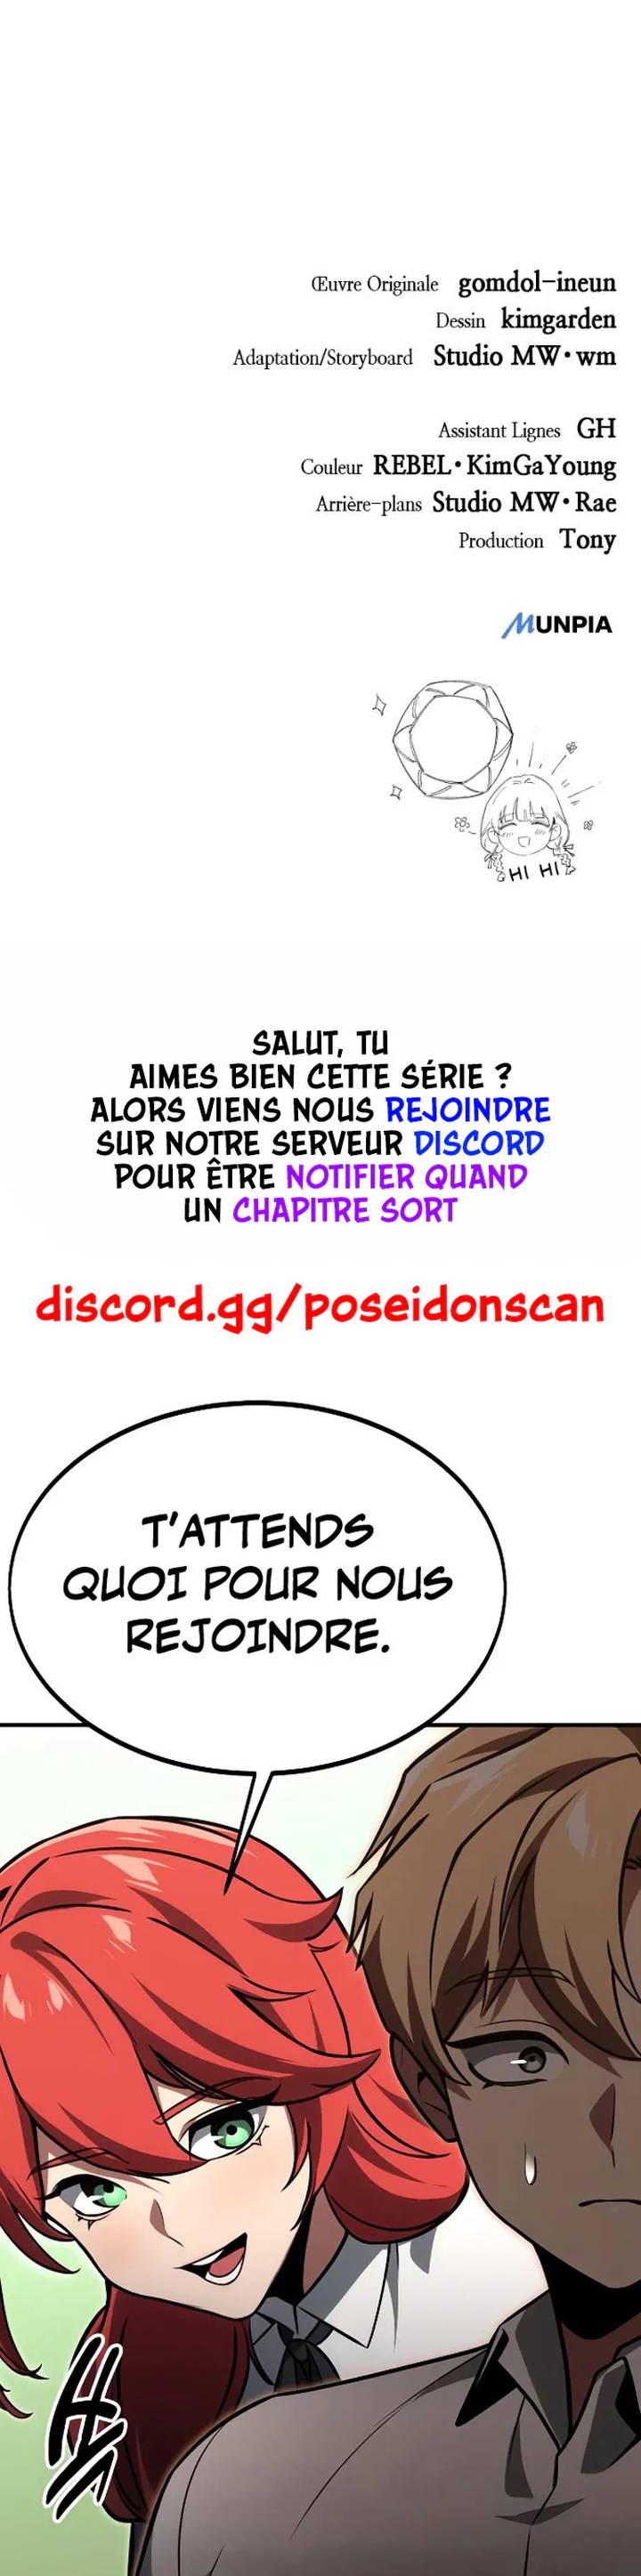 Œuvre Originale gomdol-ineun
Dessin kimgarden
Adaptation/Storyboard Studio MW•wm
Assistant Lignes GH
Couleur REBEL•KimGaYoung
Arrière-plans Studio MW•Rae
Production Tony
MUNPIA
HI HI
SALUT, TU
AIMES BIEN CETTE SÉRIE ?
ALORS VIENS NOUS REJOINDRE
SUR NOTRE SERVEUR DISCORD
POUR ÊTRE NOTIFIER QUAND
UN CHAPITRE SORT
discord.gg/poseidonscan
T'ATTENDS
QUOI POUR NOUS
REJOINDRE.